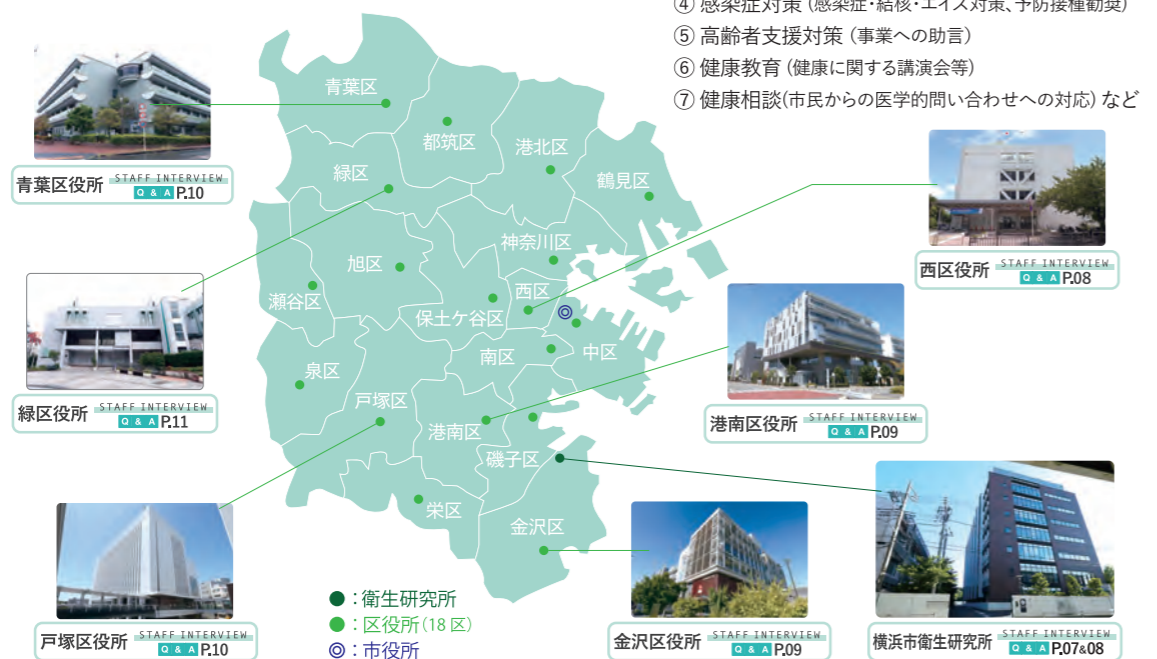 ④ 感染症対策 (感染症・結核・エイズ対策、予防接種勧奨)
⑤ 高齢者支援対策 (事業への助言)
⑥ 健康教育 (健康に関する講演会等)
⑦ 健康相談(市民からの医学的問い合わせへの対応) など
青葉区
都筑区
港北区
緑区
鶴見区
神奈川区
旭区
瀬谷区
西区
保土ケ谷区
南区
中区
泉区
戸塚区
港南区
磯子区
栄区
金沢区
青葉区役所 STAFF INTERVIEW
Q & A P.10
西区役所 STAFF INTERVIEW
Q & A P.08
緑区役所 STAFF INTERVIEW
Q & A P.11
港南区役所 STAFF INTERVIEW
Q & A P.09
戸塚区役所 STAFF INTERVIEW
Q & A P.10
金沢区役所 STAFF INTERVIEW
Q & A P.09
横浜市衛生研究所 STAFF INTERVIEW
Q & A P.07&08
●：衛生研究所
●：区役所(18 区)
◎：市役所